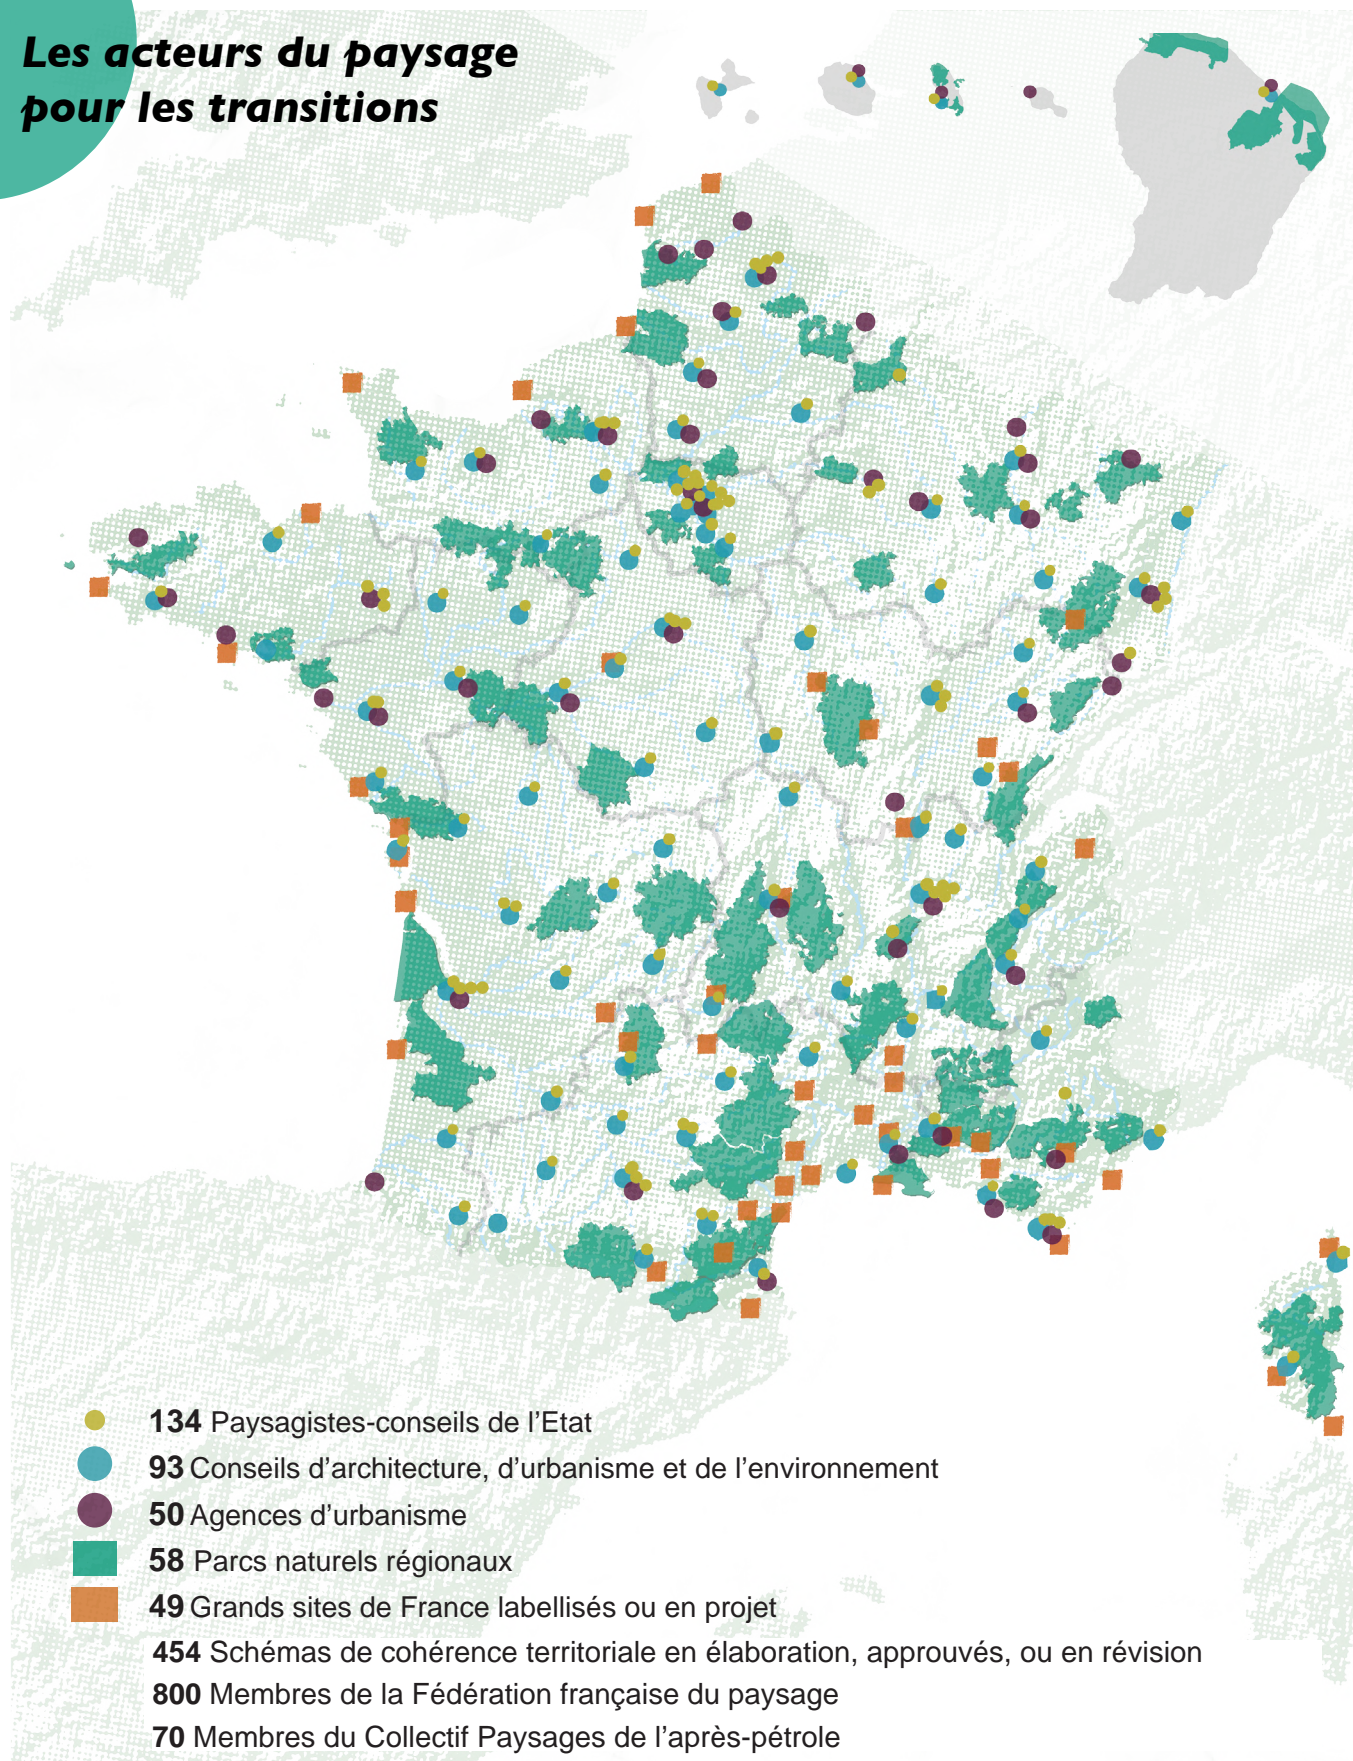 Les acteurs du paysage
pour les transitions
134 Paysagistes-conseils de l’Etat
93 Conseils d’architecture, d’urbanisme et de l’environnement
50 Agences d’urbanisme
58 Parcs naturels régionaux
49 Grands sites de France labellisés ou en projet
454 Schémas de cohérence territoriale en élaboration, approuvés, ou en révision
800 Membres de la Fédération française du paysage
70 Membres du Collectif Paysages de l’après-pétrole